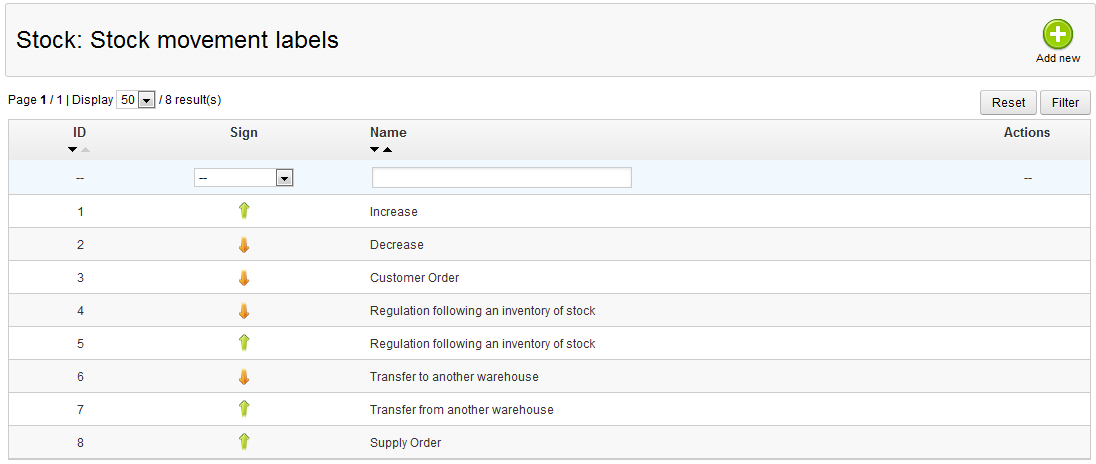 Stock: Stock movement labels
Add new
Page 1 / 1 | Display 50 / 8 result(s)
Reset Filter
ID Sign Name Actions
-- -- --
1 Increase
2 Decrease
3 Customer Order
4 Regulation following an inventory of stock
5 Regulation following an inventory of stock
6 Transfer to another warehouse
7 Transfer from another warehouse
8 Supply Order